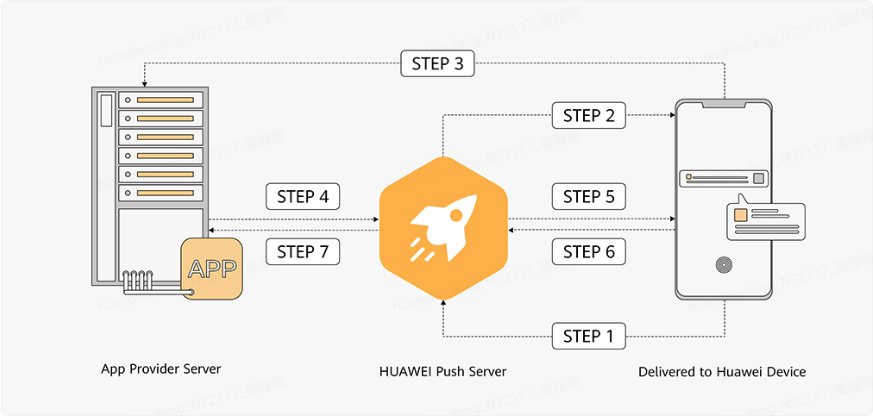 STEP 3
STEP 2
STEP 4
STEP 5
STEP 7
STEP 6
APP
STEP 1
App Provider Server
HUAWEI Push Server
Delivered to Huawei Device